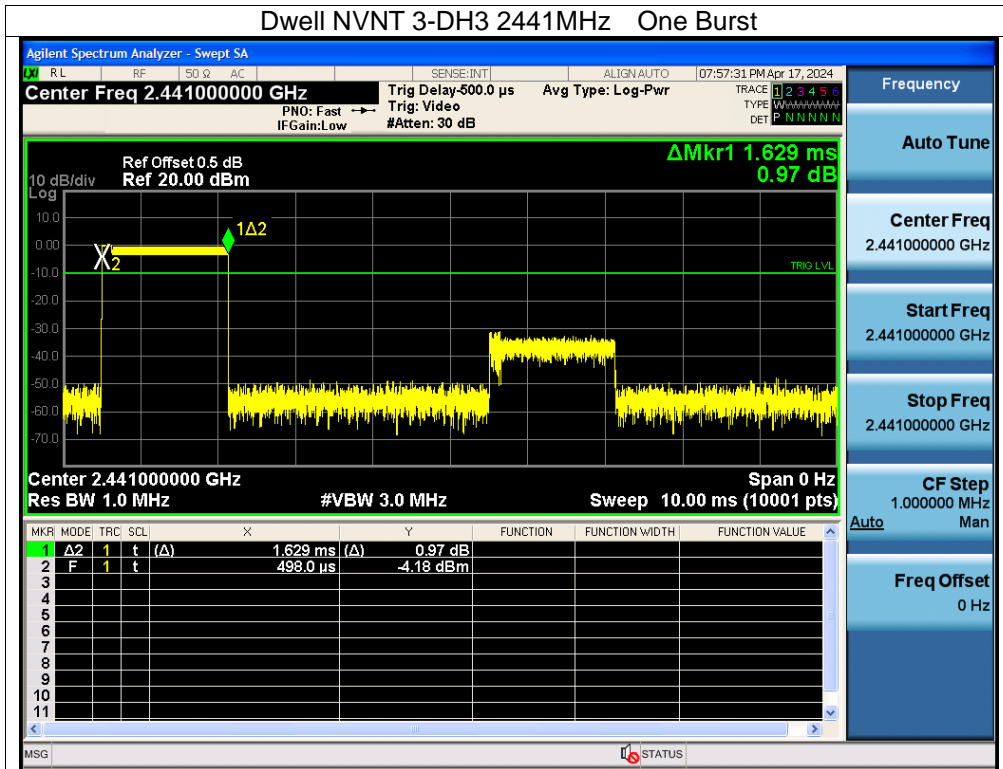 Dwell NVNT 3-DH3 2441MHz One Burst
Agilent Spectrum Analyzer - Swept SA
LXI RL RF 50 Ω AC SENSE:INT ALIGN AUTO 07:57:31 PM Apr 17, 2024
Center Freq 2.441000000 GHz Trig Delay-500.0 µs Avg Type: Log-Pwr TRACE 1 2 3 4 5 6
PNO: Fast Trig: Video TYPE WWWWWW
IFGain:Low #Atten: 30 dB DET P N N N N N
Frequency
Auto Tune
Center Freq
2.441000000 GHz
Start Freq
2.441000000 GHz
Stop Freq
2.441000000 GHz
CF Step
1.000000 MHz
Auto Man
Freq Offset
0 Hz
ΔMkr1 1.629 ms
0.97 dB
Ref Offset 0.5 dB
10 dB/div Ref 20.00 dBm
Log
10.0
0.00
-10.0
-20.0
-30.0
-40.0
-50.0
-60.0
-70.0
1Δ2
X2
TRIG LVL
Center 2.441000000 GHz Span 0 Hz
Res BW 1.0 MHz #VBW 3.0 MHz Sweep 10.00 ms (10001 pts)
MKR MODE TRC SCL X Y FUNCTION FUNCTION WIDTH FUNCTION VALUE
1 Δ2 1 t (Δ) 1.629 ms (Δ) 0.97 dB
2 F 1 t 498.0 µs -4.18 dBm
3
4
5
6
7
8
9
10
11
MSG STATUS